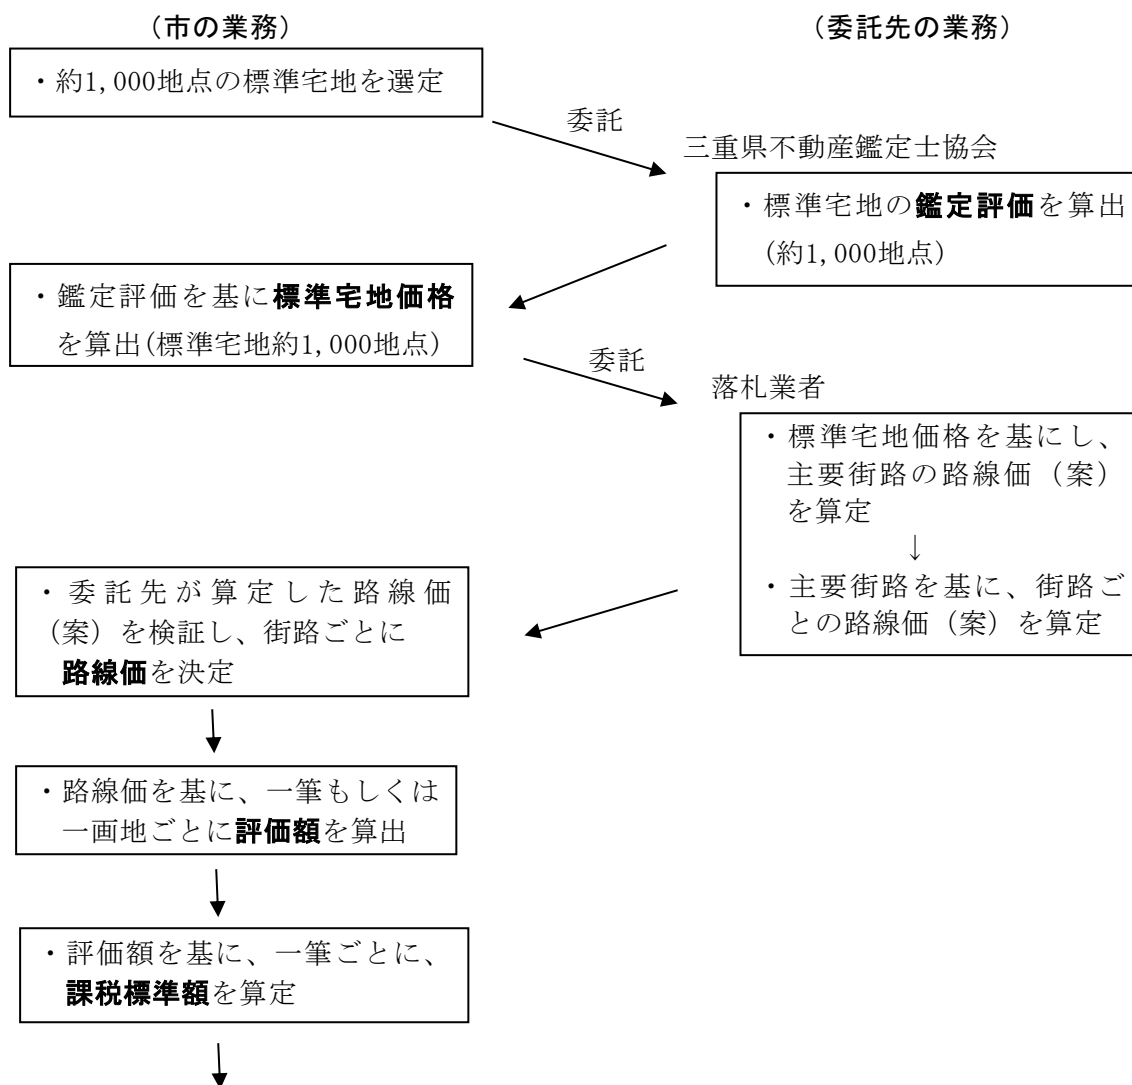 (市の業務)
(委託先の業務)
・約1,000地点の標準宅地を選定
委託
三重県不動産鑑定士協会
・標準宅地の鑑定評価を算出
(約1,000地点)
・鑑定評価を基に標準宅地価格
を算出(標準宅地約1,000地点)
委託
落札業者
・標準宅地価格を基にし、
主要街路の路線価（案）
を算定
↓
・主要街路を基に、街路ご
との路線価（案）を算定
・委託先が算定した路線価
（案）を検証し、街路ごとに
路線価を決定
・路線価を基に、一筆もしくは
一画地ごとに評価額を算出
・評価額を基に、一筆ごとに、
課税標準額を算定